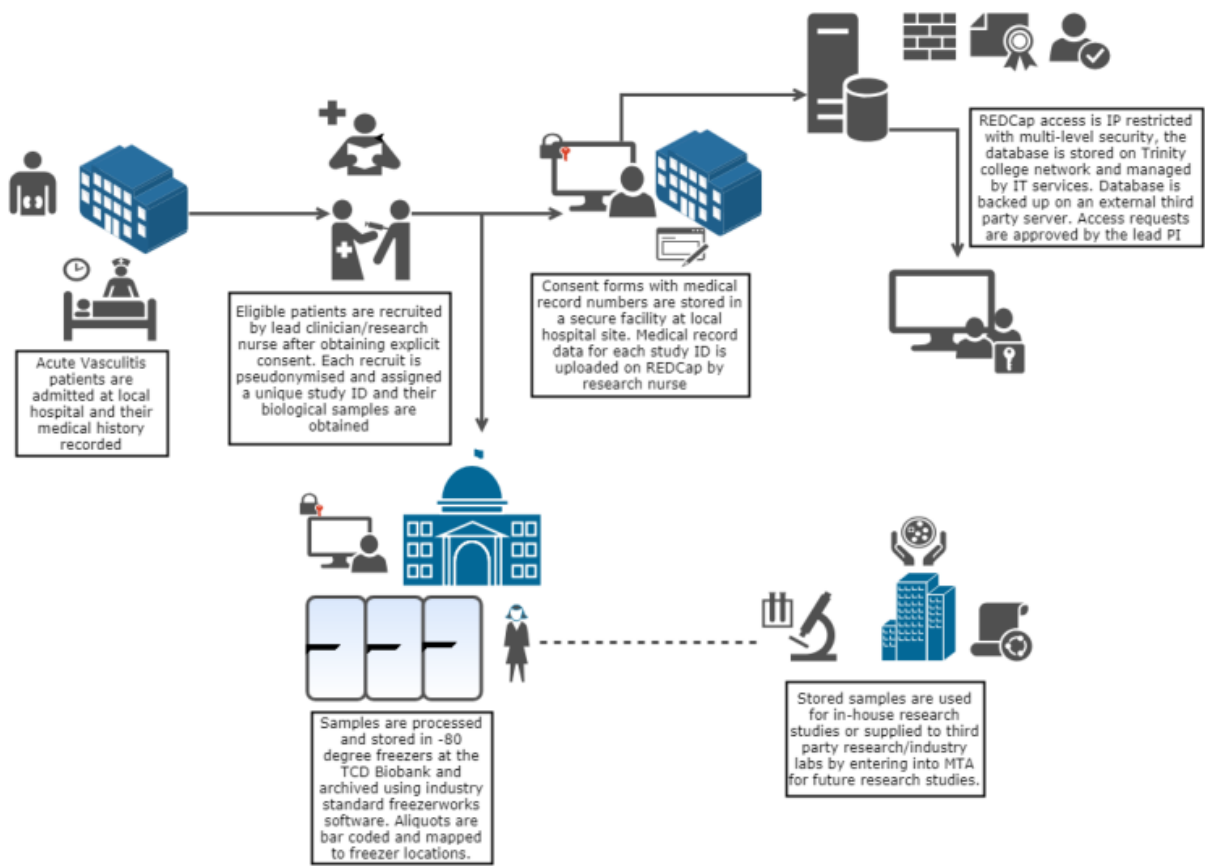 Acute Vasculitis
patients are
admitted at local
hospital and their
medical history
recorded
Eligible patients are recruited
by lead clinician/research
nurse after obtaining explicit
consent. Each recruit is
pseudonymised and assigned
a unique study ID and their
biological samples are
obtained
Consent forms with medical
record numbers are stored in
a secure facility at local
hospital site. Medical record
data for each study ID is
uploaded on REDCap by
research nurse
REDCap access is IP restricted
with multi-level security, the
database is stored on Trinity
college network and managed
by IT services. Database is
backed up on an external third
party server. Access requests
are approved by the lead PI
Samples are processed
and stored in -80
degree freezers at the
TCD Biobank and
archived using industry
standard freezerworks
software. Aliquots are
bar coded and mapped
to freezer locations.
Stored samples are used
for in-house research
studies or supplied to third
party research/industry
labs by entering into MTA
for future research studies.